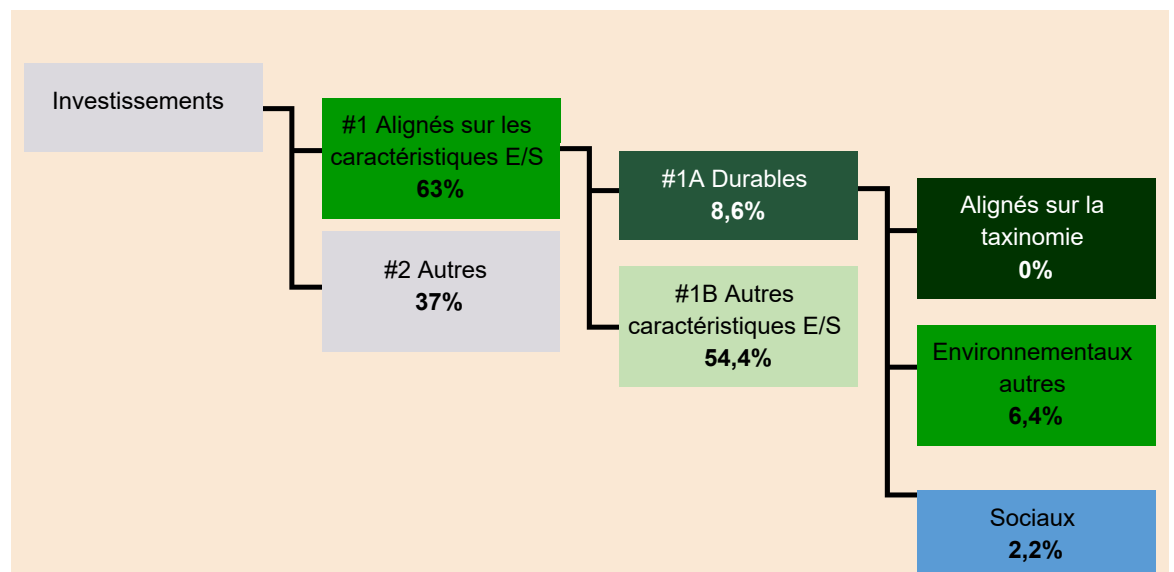 Investissements
#1 Alignés sur les
caractéristiques E/S
63%
#2 Autres
37%
#1A Durables
8,6%
#1B Autres
caractéristiques E/S
54,4%
Alignés sur la
taxinomie
0%
Environnementaux
autres
6,4%
Sociaux
2,2%